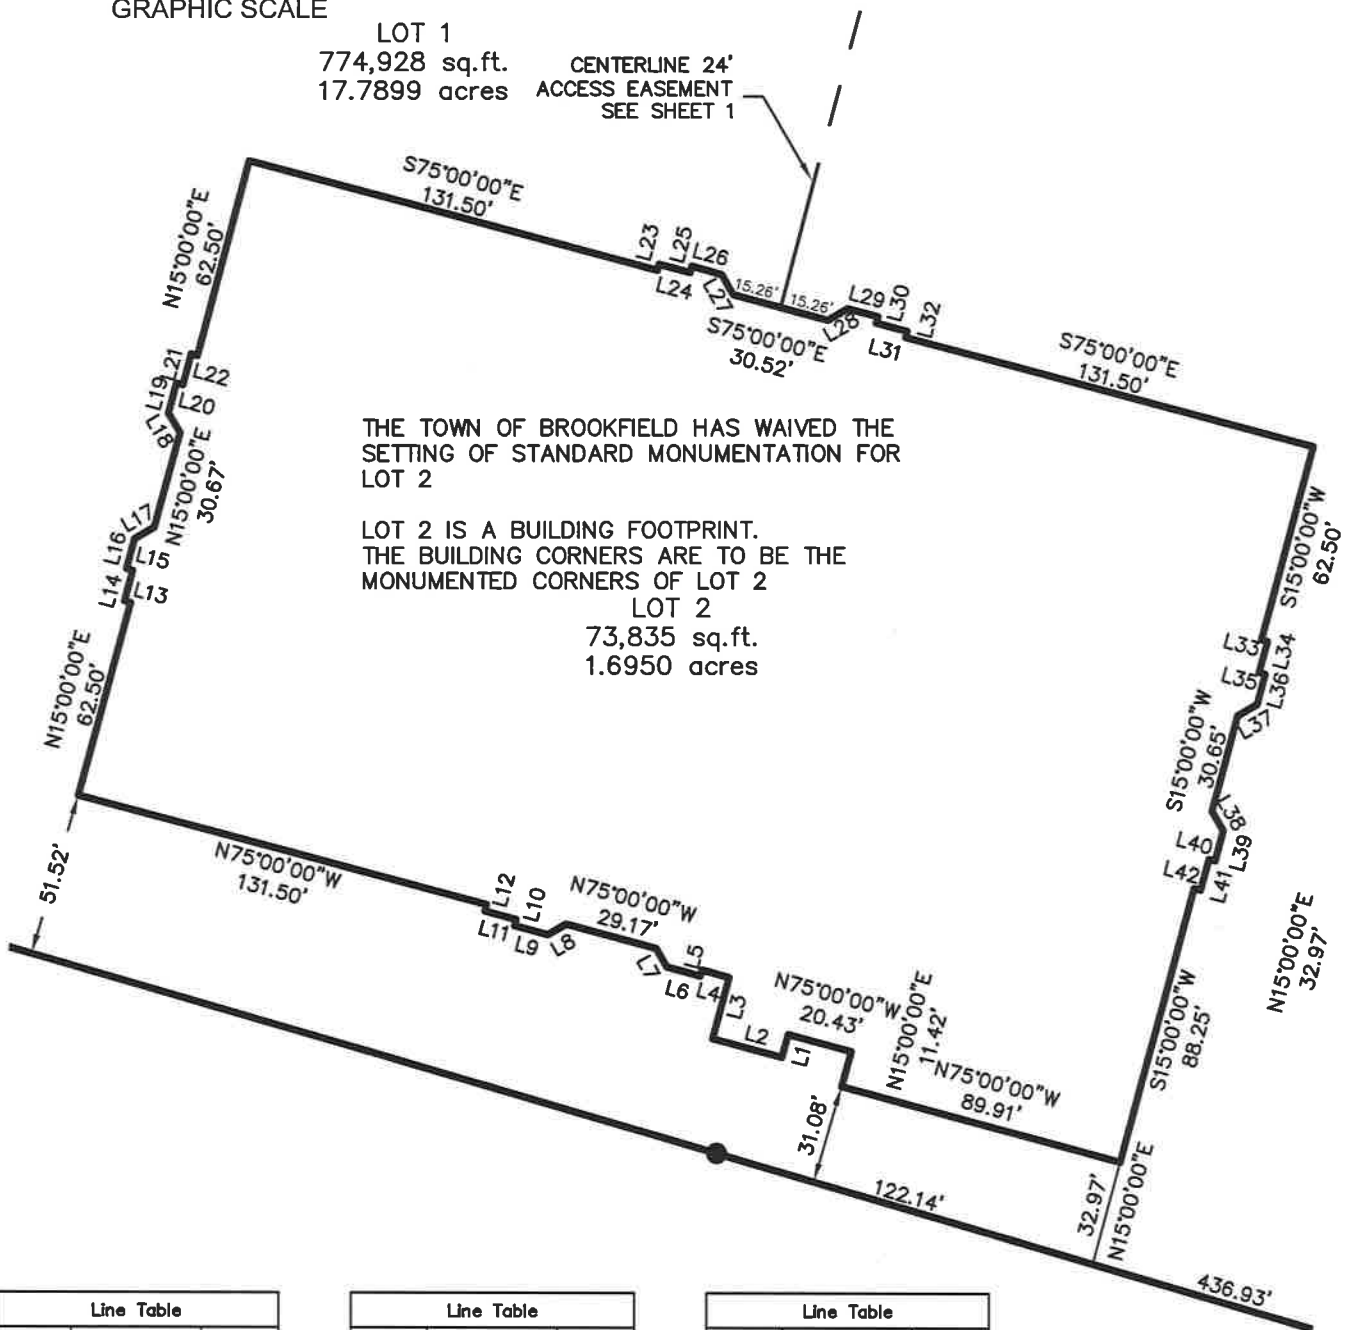 GRAPHIC SCALE
LOT 1
774,928 sq.ft.
17.7899 acres
CENTERLINE 24'
ACCESS EASEMENT
SEE SHEET 1
S75°00'00"E
131.50'
N15°00'00"E
62.50'
L23
L25
L26
L24
L27
15.26'
15.26'
L28
L29
L30
L32
L31
S75°00'00"E
30.52'
S75°00'00"E
131.50'
L21
L22
L19
L20
L18
N15°00'00"E
30.67'
L17
L16
L15
L14
L13
THE TOWN OF BROOKFIELD HAS WAIVED THE
SETTING OF STANDARD MONUMENTATION FOR
LOT 2
LOT 2 IS A BUILDING FOOTPRINT.
THE BUILDING CORNERS ARE TO BE THE
MONUMENTED CORNERS OF LOT 2
LOT 2
73,835 sq.ft.
1.6950 acres
S15°00'00"W
62.50'
L33
L34
L35
L36
L37
S15°00'00"W
30.65'
L38
L40
L39
L42
L41
N15°00'00"E
62.50'
51.52'
N75°00'00"W
131.50'
L12
L10
L11
L9
L8
N75°00'00"W
29.17'
L7
L5
L6
L4
L3
L2
L1
N75°00'00"W
20.43'
N15°00'00"E
11.42'
N75°00'00"W
89.91'
S15°00'00"W
88.25'
N15°00'00"E
32.97'
31.08'
122.14'
32.97'
N15°00'00"E
436.93'
Line Table
Line Table
Line Table